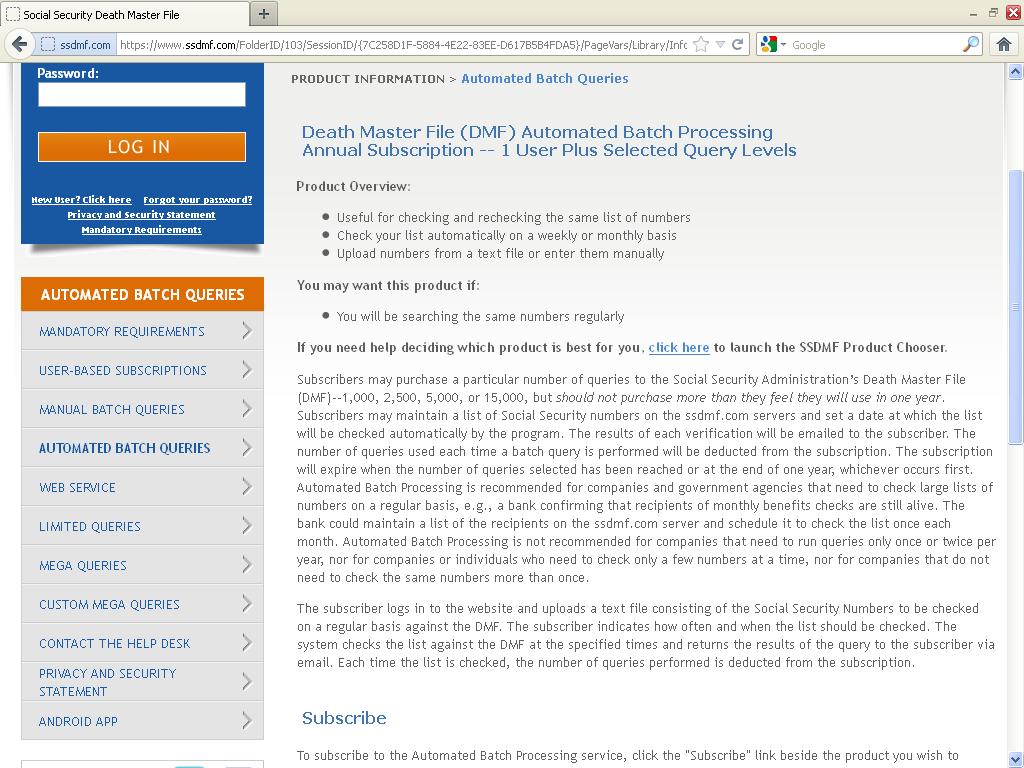 Social Security Death Master File
ssdmf.com
https://www.ssdmf.com/FolderID/103/SessionID/{7C258D1F-5884-4E22-83EE-D617B5B4FDA5}/PageVars/Library/Info
Google
Password:
LOG IN
New User? Click here Forgot your password?
Privacy and Security Statement
Mandatory Requirements
AUTOMATED BATCH QUERIES
MANDATORY REQUIREMENTS
USER-BASED SUBSCRIPTIONS
MANUAL BATCH QUERIES
AUTOMATED BATCH QUERIES
WEB SERVICE
LIMITED QUERIES
MEGA QUERIES
CUSTOM MEGA QUERIES
CONTACT THE HELP DESK
PRIVACY AND SECURITY
STATEMENT
ANDROID APP
PRODUCT INFORMATION > Automated Batch Queries
Death Master File (DMF) Automated Batch Processing
Annual Subscription -- 1 User Plus Selected Query Levels
Product Overview:
• Useful for checking and rechecking the same list of numbers
• Check your list automatically on a weekly or monthly basis
• Upload numbers from a text file or enter them manually
You may want this product if:
• You will be searching the same numbers regularly
If you need help deciding which product is best for you, click here to launch the SSDMF Product Chooser.
Subscribers may purchase a particular number of queries to the Social Security Administration's Death Master File
(DMF)--1,000, 2,500, 5,000, or 15,000, but should not purchase more than they feel they will use in one year.
Subscribers may maintain a list of Social Security numbers on the ssdmf.com servers and set a date at which the list
will be checked automatically by the program. The results of each verification will be emailed to the subscriber. The
number of queries used each time a batch query is performed will be deducted from the subscription. The subscription
will expire when the number of queries selected has been reached or at the end of one year, whichever occurs first.
Automated Batch Processing is recommended for companies and government agencies that need to check large lists of
numbers on a regular basis, e.g., a bank confirming that recipients of monthly benefits checks are still alive. The
bank could maintain a list of the recipients on the ssdmf.com server and schedule it to check the list once each
month. Automated Batch Processing is not recommended for companies that need to run queries only once or twice per
year, nor for companies or individuals who need to check only a few numbers at a time, nor for companies that do not
need to check the same numbers more than once.
The subscriber logs in to the website and uploads a text file consisting of the Social Security Numbers to be checked
on a regular basis against the DMF. The subscriber indicates how often and when the list should be checked. The
system checks the list against the DMF at the specified times and returns the results of the query to the subscriber via
email. Each time the list is checked, the number of queries performed is deducted from the subscription.
Subscribe
To subscribe to the Automated Batch Processing service, click the "Subscribe" link beside the product you wish to